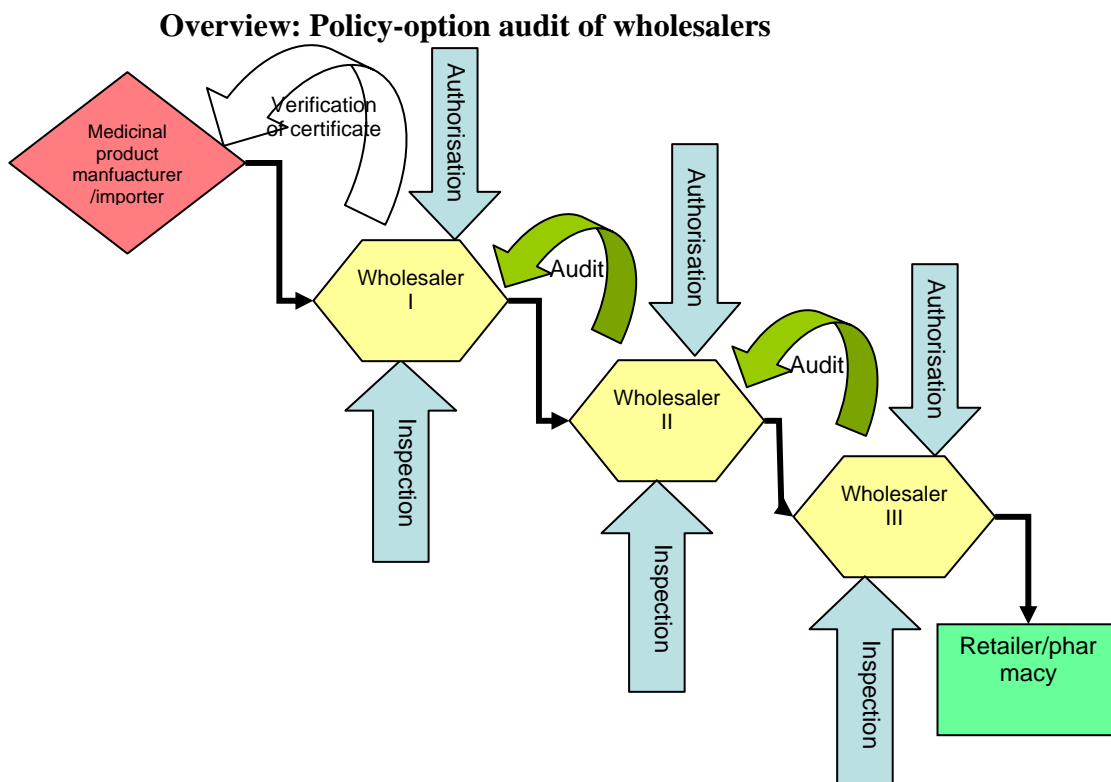 Overview: Policy-option audit of wholesalers
Medicinal
product
manfuacturer
/importer
Verification
of certificate
Authorisation
Wholesaler
I
Inspection
Audit
Authorisation
Wholesaler
II
Inspection
Audit
Authorisation
Wholesaler
III
Inspection
Retailer/phar
macy